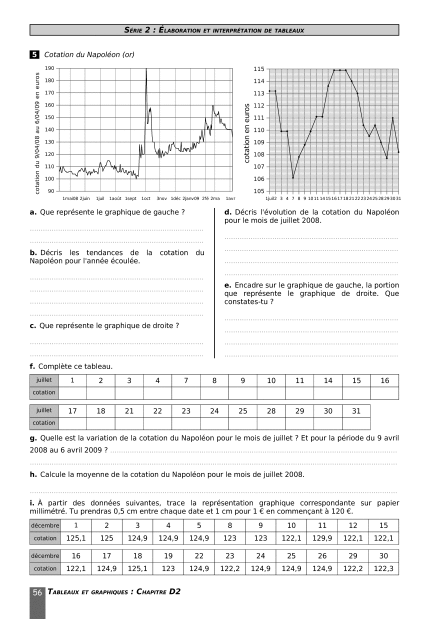 SÉRIE 2 : ÉLABORATION ET INTERPRÉTATION DE TABLEAUX
5 Cotation du Napoléon (or)
cotation du 9/04/08 au 6/04/09 en euros
190
180
170
160
150
140
130
120
110
100
90
1mai08 2juin 1juil 1août 1sept 1oct 3nov 1déc 2janv09 2fé 2ma 1avr
cotation en euros
115
114
113
112
111
110
109
108
107
106
105
1juil2 3 4 7 8 9 10 11 14 15 16 17 18 21 22 23 24 25 28 29 30 31
a. Que représente le graphique de gauche ?
b. Décris les tendances de la cotation du
Napoléon pour l'année écoulée.
c. Que représente le graphique de droite ?
d. Décris l'évolution de la cotation du Napoléon
pour le mois de juillet 2008.
e. Encadre sur le graphique de gauche, la portion
que représente le graphique de droite. Que
constates-tu ?
f. Complète ce tableau.
juillet 1 2 3 4 7 8 9 10 11 14 15 16
cotation
juillet 17 18 21 22 23 24 25 28 29 30 31
cotation
g. Quelle est la variation de la cotation du Napoléon pour le mois de juillet ? Et pour la période du 9 avril
2008 au 6 avril 2009 ?
h. Calcule la moyenne de la cotation du Napoléon pour le mois de juillet 2008.
i. À partir des données suivantes, trace la représentation graphique correspondante sur papier
millimétré. Tu prendras 0,5 cm entre chaque date et 1 cm pour 1 € en commençant à 120 €.
décembre 1 2 3 4 5 8 9 10 11 12 15
cotation 125,1 125 124,9 124,9 124,9 123 123 122,1 129,9 122,1 122,1
décembre 16 17 18 19 22 23 24 25 26 29 30
cotation 122,1 124,9 125,1 123 124,9 122,2 124,9 124,9 124,9 122,2 122,3
56 TABLEAUX ET GRAPHIQUES : CHAPITRE D2